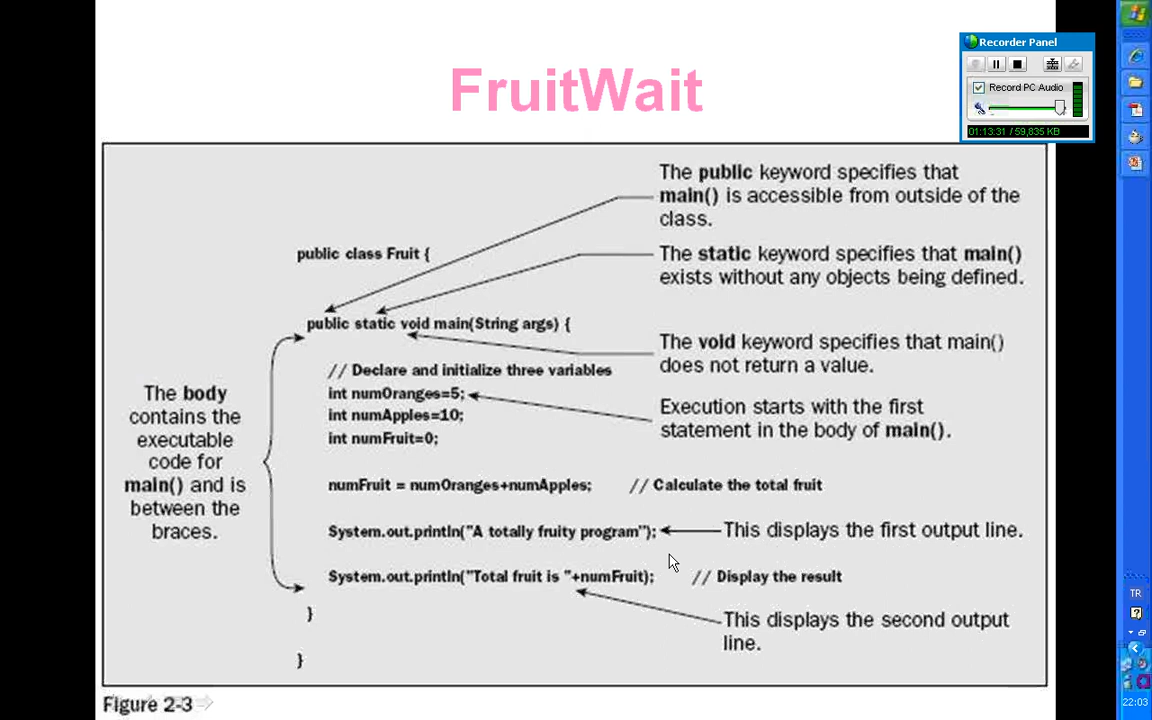 FruitWait
Recorder Panel
Record PC Audio
01:13:31 / 59,835 KB
The public keyword specifies that
main() is accessible from outside of the
class.
public class Fruit {
The static keyword specifies that main()
exists without any objects being defined.
public static void main(String args) {
The void keyword specifies that main()
does not return a value.
// Declare and initialize three variables
int numOranges=5;
int numApples=10;
int numFruit=0;
Execution starts with the first
statement in the body of main().
The body
contains the
executable
code for
main() and is
between the
braces.
numFruit = numOranges+numApples; // Calculate the total fruit
System.out.println("A totally fruity program");
This displays the first output line.
System.out.println("Total fruit is "+numFruit); // Display the result
This displays the second output
line.
}
}
Figure 2-3
TR
22:03